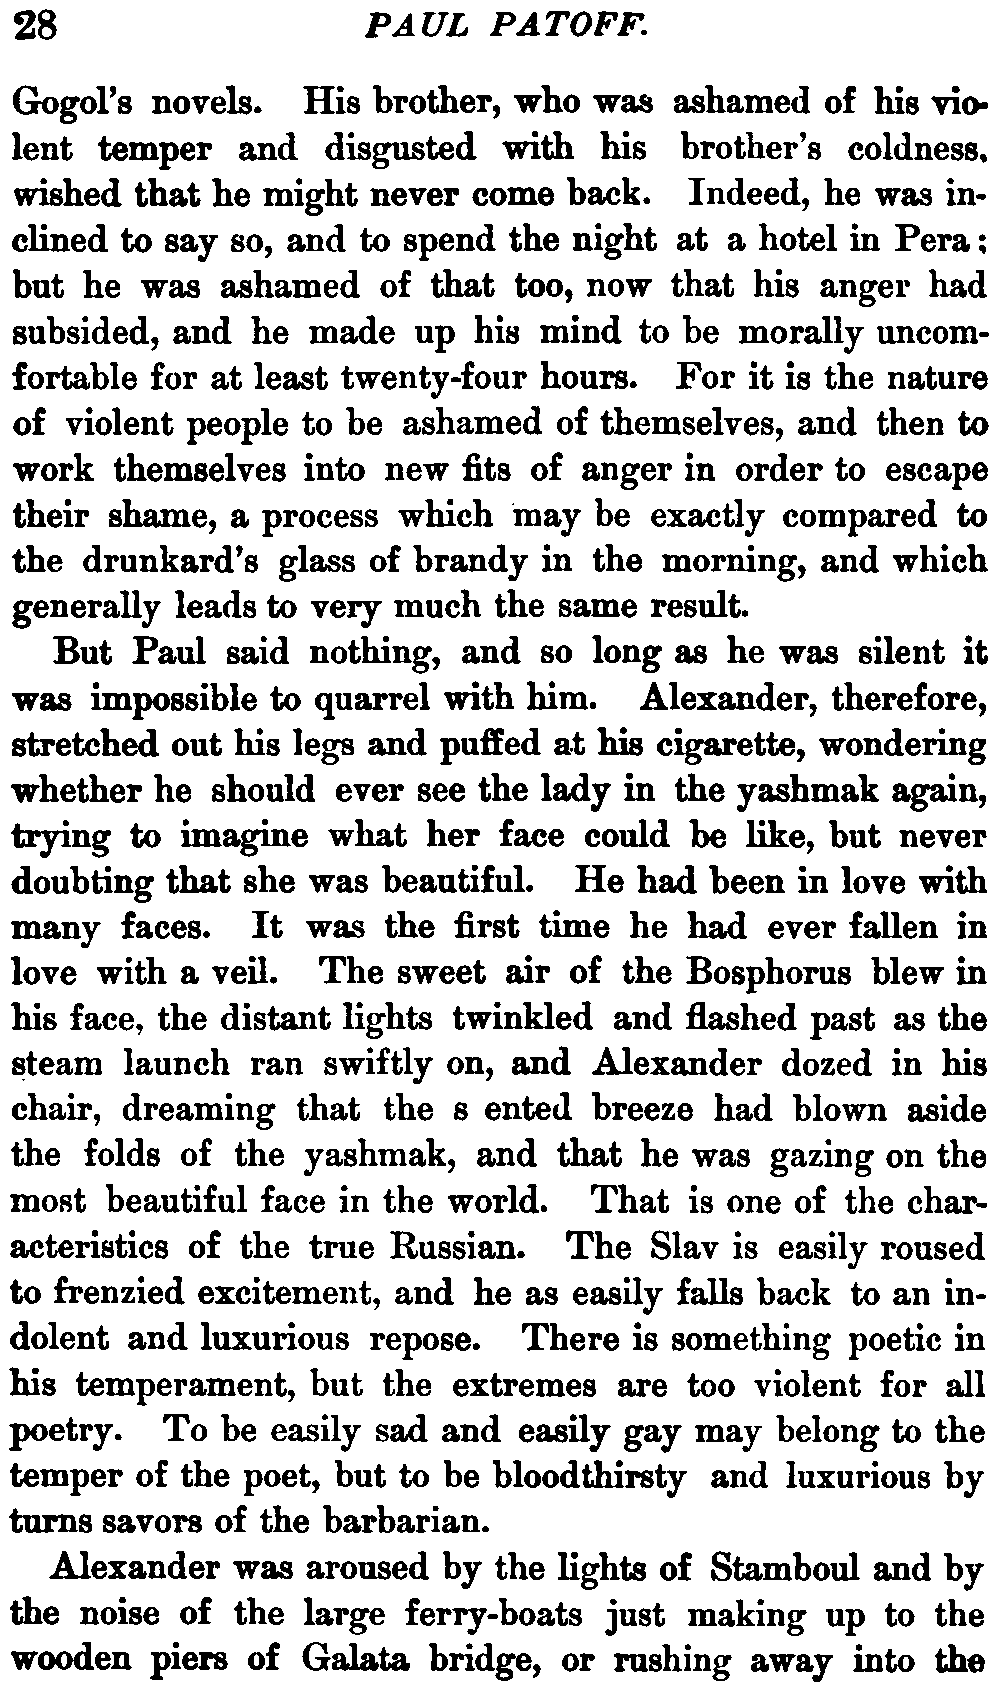 28 PAUL PATOFF.
Gogol's novels. His brother, who was ashamed of his vio-
lent temper and disgusted with his brother's coldness,
wished that he might never come back. Indeed, he was in-
clined to say so, and to spend the night at a hotel in Pera;
but he was ashamed of that too, now that his anger had
subsided, and he made up his mind to be morally uncom-
fortable for at least twenty-four hours. For it is the nature
of violent people to be ashamed of themselves, and then to
work themselves into new fits of anger in order to escape
their shame, a process which may be exactly compared to
the drunkard's glass of brandy in the morning, and which
generally leads to very much the same result.
But Paul said nothing, and so long as he was silent it
was impossible to quarrel with him. Alexander, therefore,
stretched out his legs and puffed at his cigarette, wondering
whether he should ever see the lady in the yashmak again,
trying to imagine what her face could be like, but never
doubting that she was beautiful. He had been in love with
many faces. It was the first time he had ever fallen in
love with a veil. The sweet air of the Bosphorus blew in
his face, the distant lights twinkled and flashed past as the
steam launch ran swiftly on, and Alexander dozed in his
chair, dreaming that the s ented breeze had blown aside
the folds of the yashmak, and that he was gazing on the
most beautiful face in the world. That is one of the char-
acteristics of the true Russian. The Slav is easily roused
to frenzied excitement, and he as easily falls back to an in-
dolent and luxurious repose. There is something poetic in
his temperament, but the extremes are too violent for all
poetry. To be easily sad and easily gay may belong to the
temper of the poet, but to be bloodthirsty and luxurious by
turns savors of the barbarian.
Alexander was aroused by the lights of Stamboul and by
the noise of the large ferry-boats just making up to the
wooden piers of Galata bridge, or rushing away into the